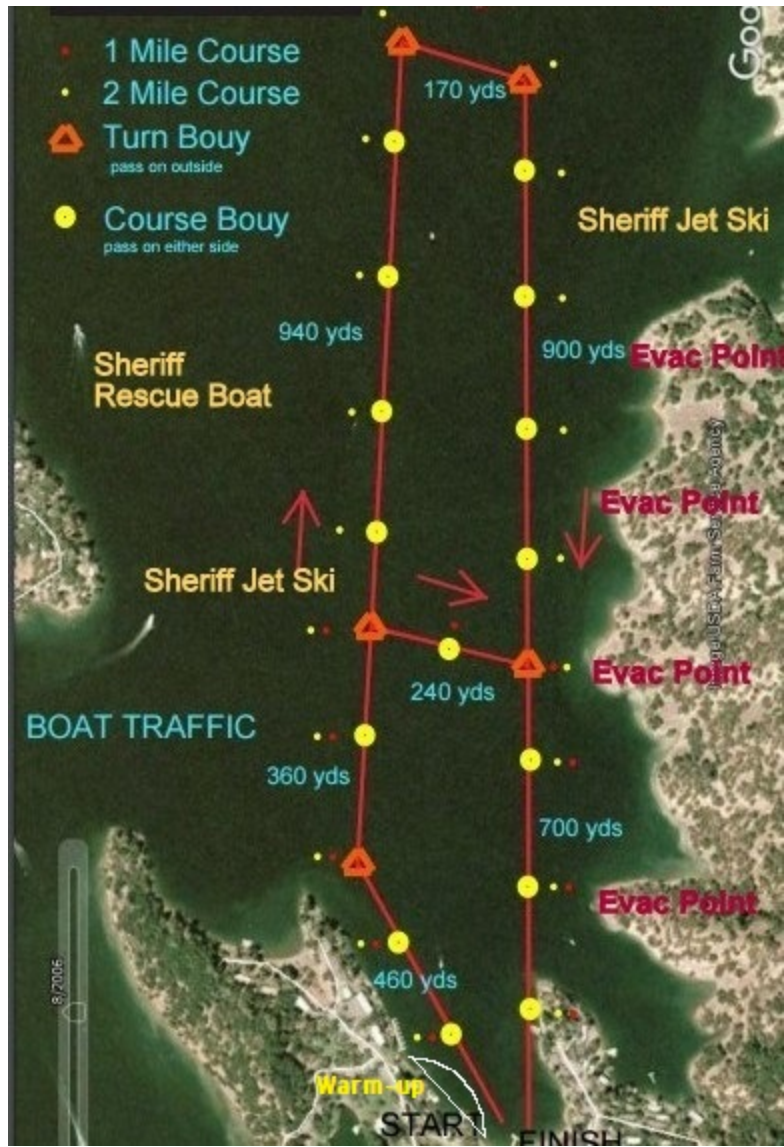 1 Mile Course
2 Mile Course
Turn Bouy
pass on outside
Course Bouy
pass on either side
170 yds
Goo
Sheriff Jet Ski
940 yds
900 yds
Evac Point
Sheriff
Rescue Boat
Evac Point
Sheriff Jet Ski
Evac Point
240 yds
BOAT TRAFFIC
360 yds
700 yds
Evac Point
8/2006
460 yds
Warm-up
START
FINISH